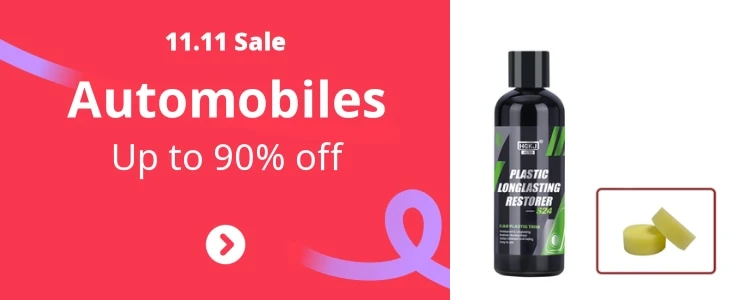 11.11 Sale
Automobiles
Up to 90% off
HGKJ
PLASTIC
LONGLASTING
RESTORER
S24